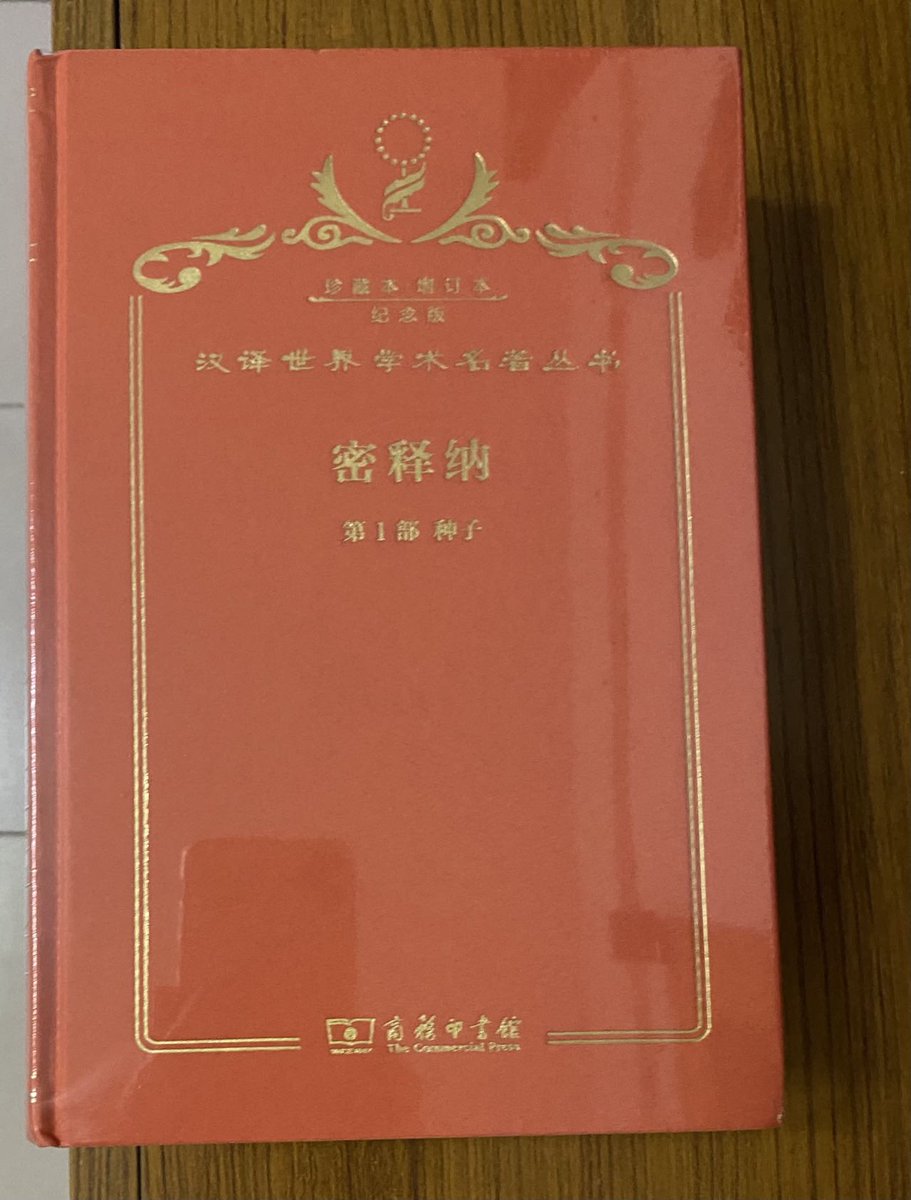 珍藏本 增订本
纪念版
汉译世界学术名著丛书
密释纳
第1部 种子
商务印书馆
The Commercial Press